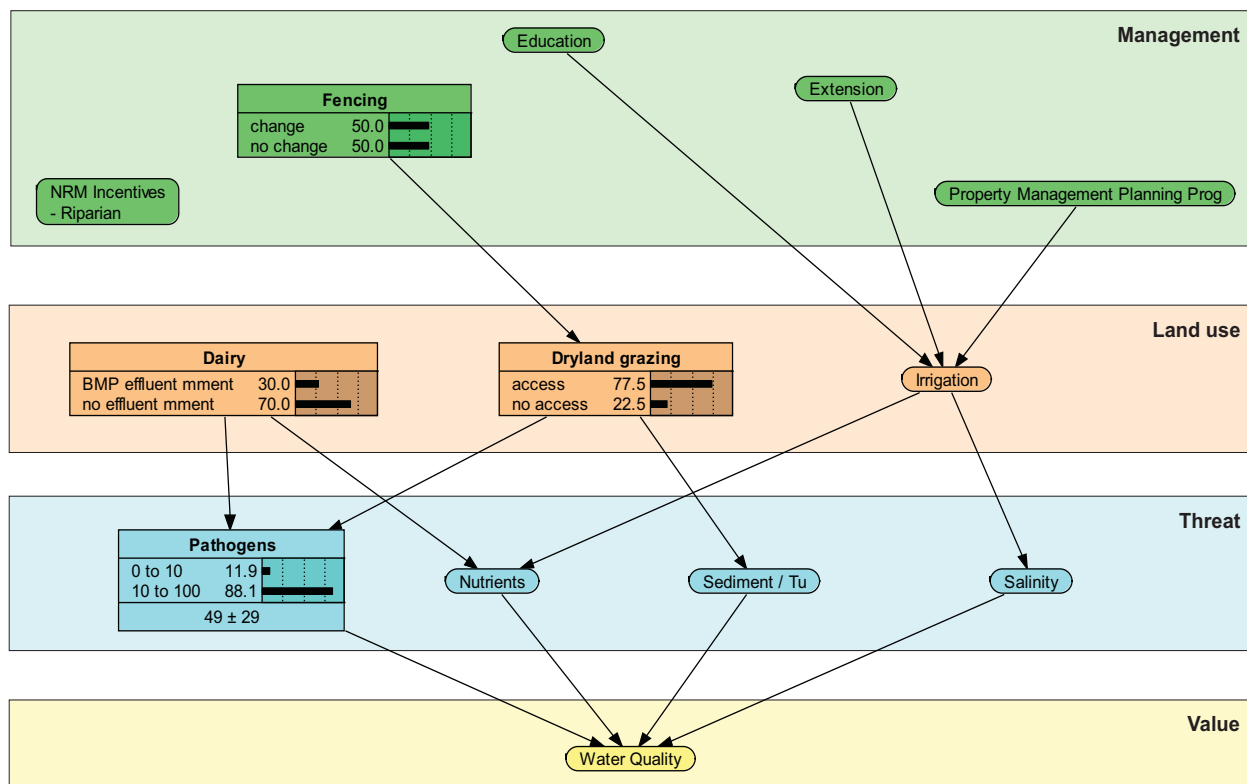 Management
Education
Extension
Fencing
change 50.0
no change 50.0
NRM Incentives
- Riparian
Property Management Planning Prog
Land use
Dairy
BMP effluent mment 30.0
no effluent mment 70.0
Dryland grazing
access 77.5
no access 22.5
Irrigation
Threat
Pathogens
0 to 10 11.9
10 to 100 88.1
49 ± 29
Nutrients
Sediment / Tu
Salinity
Value
Water Quality